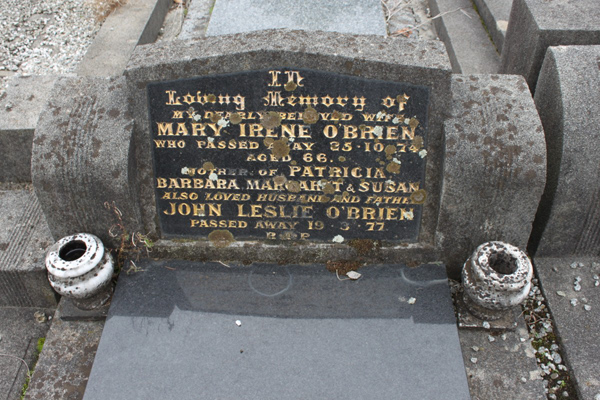 In
Loving Memory of
MY DEARLY BELOVED WIFE
MARY IRENE O'BRIEN
WHO PASSED AWAY 25·10·74
AGED 66.
MOTHER OF PATRICIA
BARBARA, MARGARET & SUSAN
ALSO LOVED HUSBAND AND FATHER
JOHN LESLIE O'BRIEN
PASSED AWAY 19 77
R.I.P.